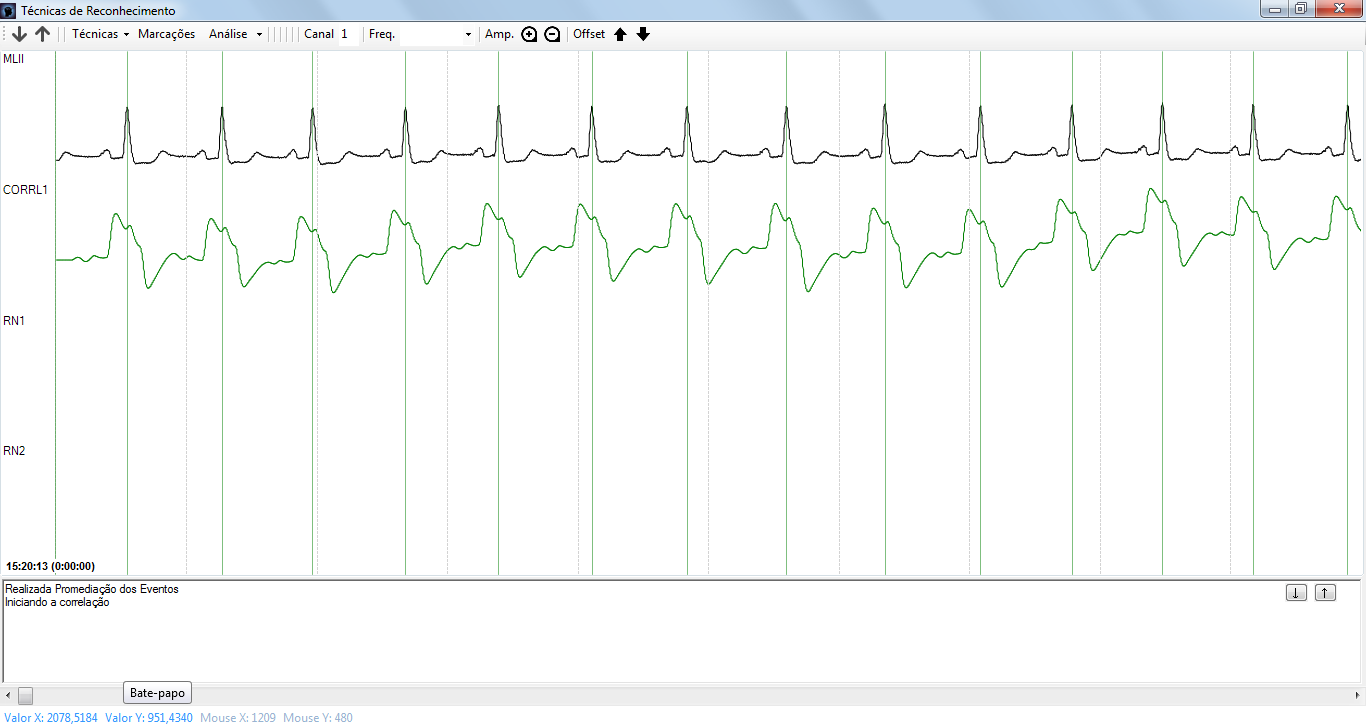 Técnicas de Reconhecimento
Técnicas Marcações Análise Canal 1 Freq. Amp. Offset
MLII
CORRL1
RN1
RN2
15:20:13 (0:00:00)
Realizada Promediação dos Eventos
Iniciando a correlação
Bate-papo
Valor X: 2078,5184 Valor Y: 951,4340 Mouse X: 1209 Mouse Y: 480